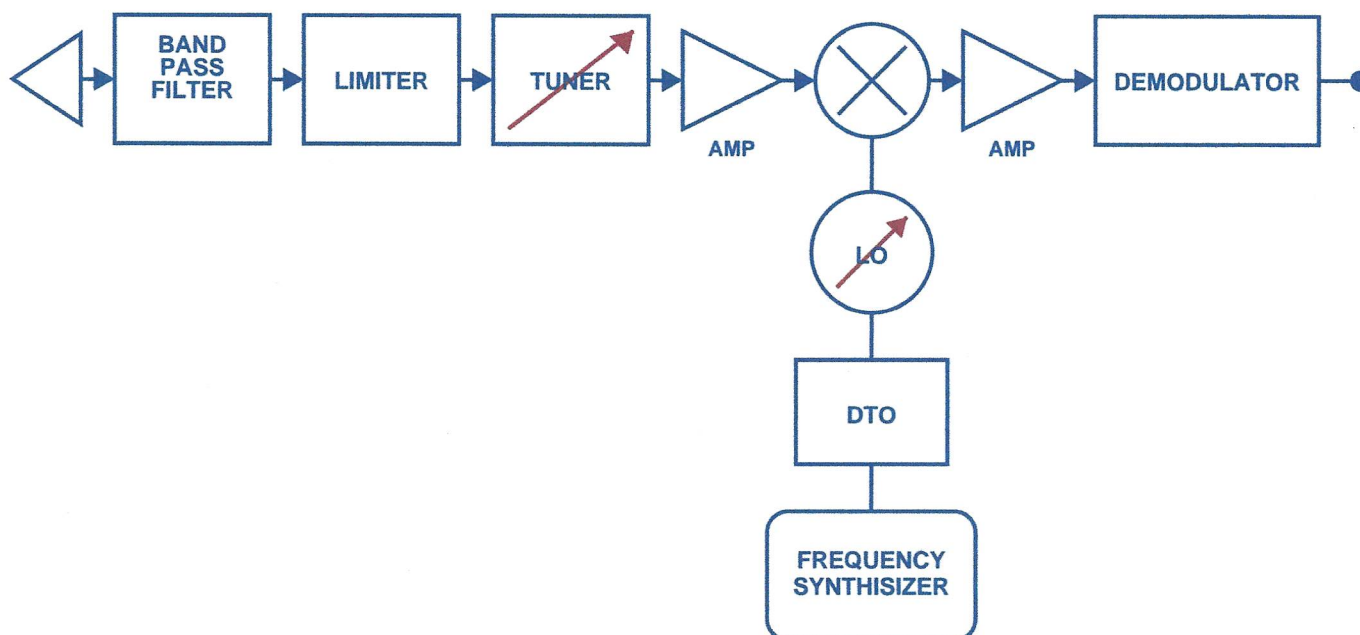 BAND
PASS
FILTER
LIMITER
TUNER
AMP
AMP
DEMODULATOR
LO
DTO
FREQUENCY
SYNTHISIZER